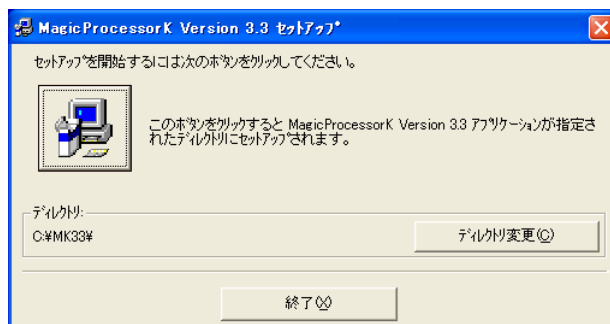 MagicProcessorK Version 3.3 ｾｯﾄｱｯﾌﾟ
ｾｯﾄｱｯﾌﾟを開始するには次のﾎﾞﾀﾝをｸﾘｯｸしてください。
このﾎﾞﾀﾝをｸﾘｯｸすると MagicProcessorK Version 3.3 ｱﾌﾟﾘｹｰｼｮﾝが指定さ
れたﾃﾞｨﾚｸﾄﾘにｾｯﾄｱｯﾌﾟされます。
ﾃﾞｨﾚｸﾄﾘ:
C:¥MK33¥
ﾃﾞｨﾚｸﾄﾘ変更(C)
終了(X)